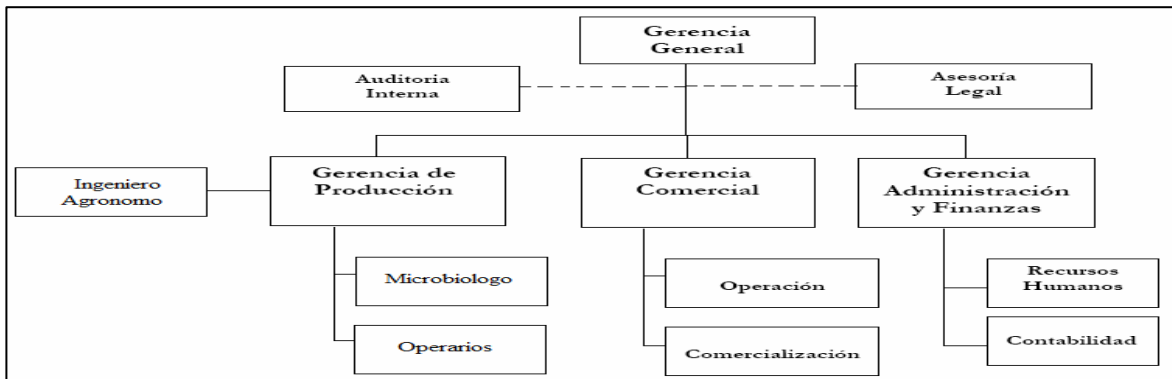 Gerencia
General
Auditoria
Interna
Asesoría
Legal
Ingeniero
Agronomo
Gerencia de
Producción
Gerencia
Comercial
Gerencia
Administración
y Finanzas
Microbiologo
Operación
Recursos
Humanos
Operarios
Comercialización
Contabilidad